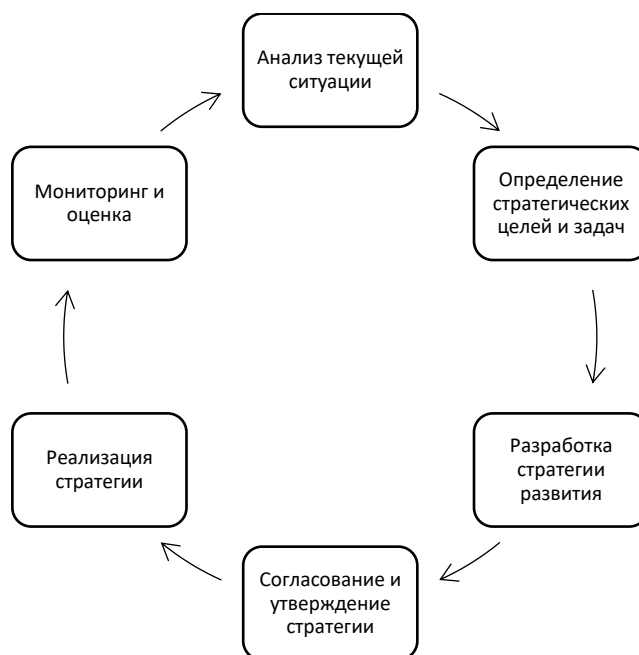 Анализ текущей
ситуации
Определение
стратегических
целей и задач
Разработка
стратегии
развития
Согласование и
утверждение
стратегии
Реализация
стратегии
Мониторинг и
оценка